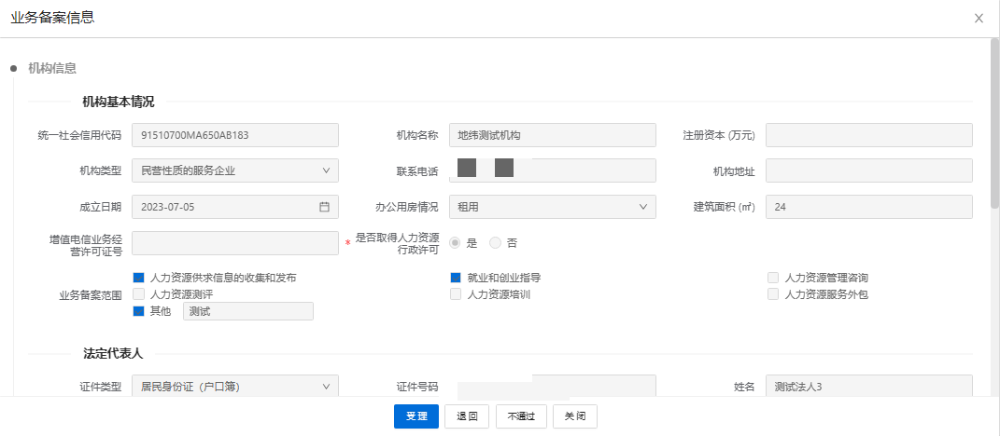 业务备案信息
机构信息
机构基本情况
统一社会信用代码 91510700MA650AB183 机构名称 地纬测试机构 注册资本 (万元)
机构类型 民营性质的服务企业 联系电话 机构地址
成立日期 2023-07-05 办公用房情况 租用 建筑面积 (㎡) 24
增值电信业务经营许可证号 * 是否取得人力资源行政许可 是 否
业务备案范围 人力资源供求信息的收集和发布 就业和创业指导 人力资源管理咨询
人力资源测评 人力资源培训 人力资源服务外包
其他 测试
法定代表人
证件类型 居民身份证（户口簿） 证件号码 姓名 测试法人3
受理 退回 不通过 关闭